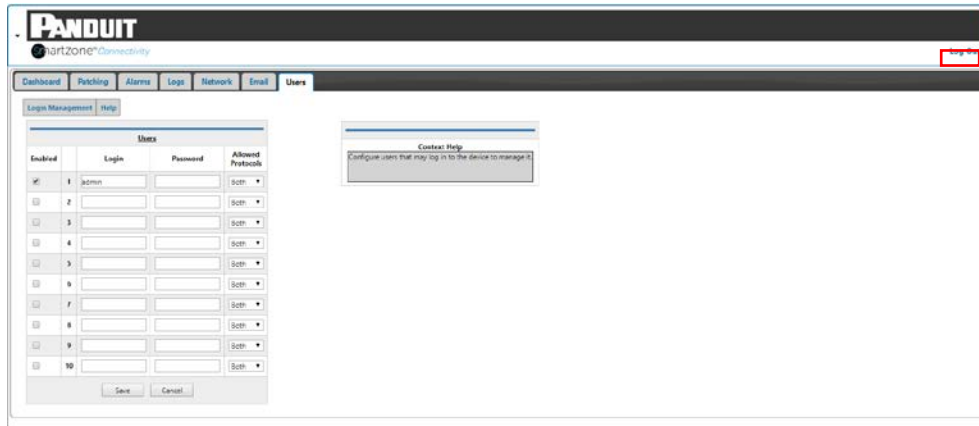 PANDUIT
Smartzone® Connectivity
Log Ou
Dashboard Patching Alarms Logs Network Email Users
Login Management Help
Users
Enabled Login Password Allowed Protocols
1 admin Both
2 Both
3 Both
4 Both
5 Both
6 Both
7 Both
8 Both
9 Both
10 Both
Save Cancel
Context Help
Configure users that may log in to the device to manage it.